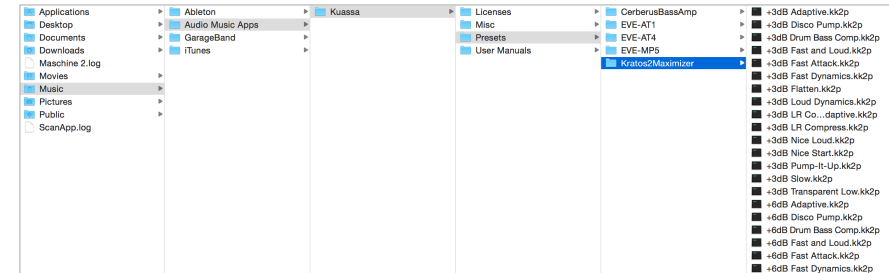 Applications
Desktop
Documents
Downloads
Maschine 2.log
Movies
Music
Pictures
Public
ScanApp.log
Ableton
Audio Music Apps
GarageBand
iTunes
Kuassa
Licenses
Misc
Presets
User Manuals
CerberusBassAmp
EVE-AT1
EVE-AT4
EVE-MP5
Kratos2Maximizer
+3dB Adaptive.kk2p
+3dB Disco Pump.kk2p
+3dB Drum Bass Comp.kk2p
+3dB Fast and Loud.kk2p
+3dB Fast Attack.kk2p
+3dB Fast Dynamics.kk2p
+3dB Flatten.kk2p
+3dB Loud Dynamics.kk2p
+3dB LR Co...daptive.kk2p
+3dB LR Compress.kk2p
+3dB Nice Loud.kk2p
+3dB Nice Start.kk2p
+3dB Pump-It-Up.kk2p
+3dB Slow.kk2p
+3dB Transparent Low.kk2p
+6dB Adaptive.kk2p
+6dB Disco Pump.kk2p
+6dB Drum Bass Comp.kk2p
+6dB Fast and Loud.kk2p
+6dB Fast Attack.kk2p
+6dB Fast Dynamics.kk2p